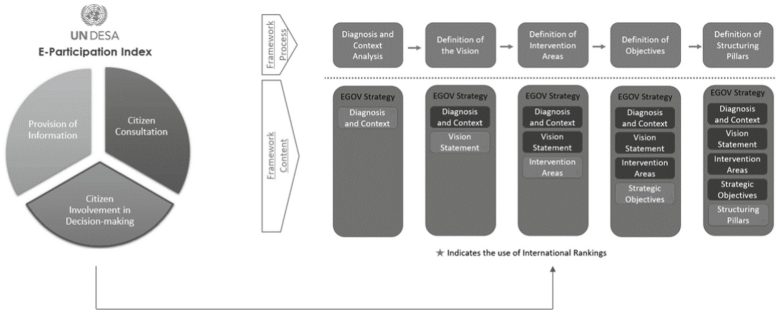 UN DESA
E-Participation Index
Provision of
Information
Citizen
Consultation
Citizen
Involvement in
Decision-making
Framework
Process
Diagnosis and
Context
Analysis
Definition of
the Vision
Definition of
Intervention
Areas
Definition of
Objectives
Definition of
Structuring
Pillars
Framework
Content
EGOV Strategy
Diagnosis
and Context
EGOV Strategy
Diagnosis
and Context
Vision
Statement
EGOV Strategy
Diagnosis
and Context
Vision
Statement
Intervention
Areas
EGOV Strategy
Diagnosis
and Context
Vision
Statement
Intervention
Areas
Strategic
Objectives
EGOV Strategy
Diagnosis
and Context
Vision
Statement
Intervention
Areas
Strategic
Objectives
Structuring
Pillars
★ Indicates the use of International Rankings